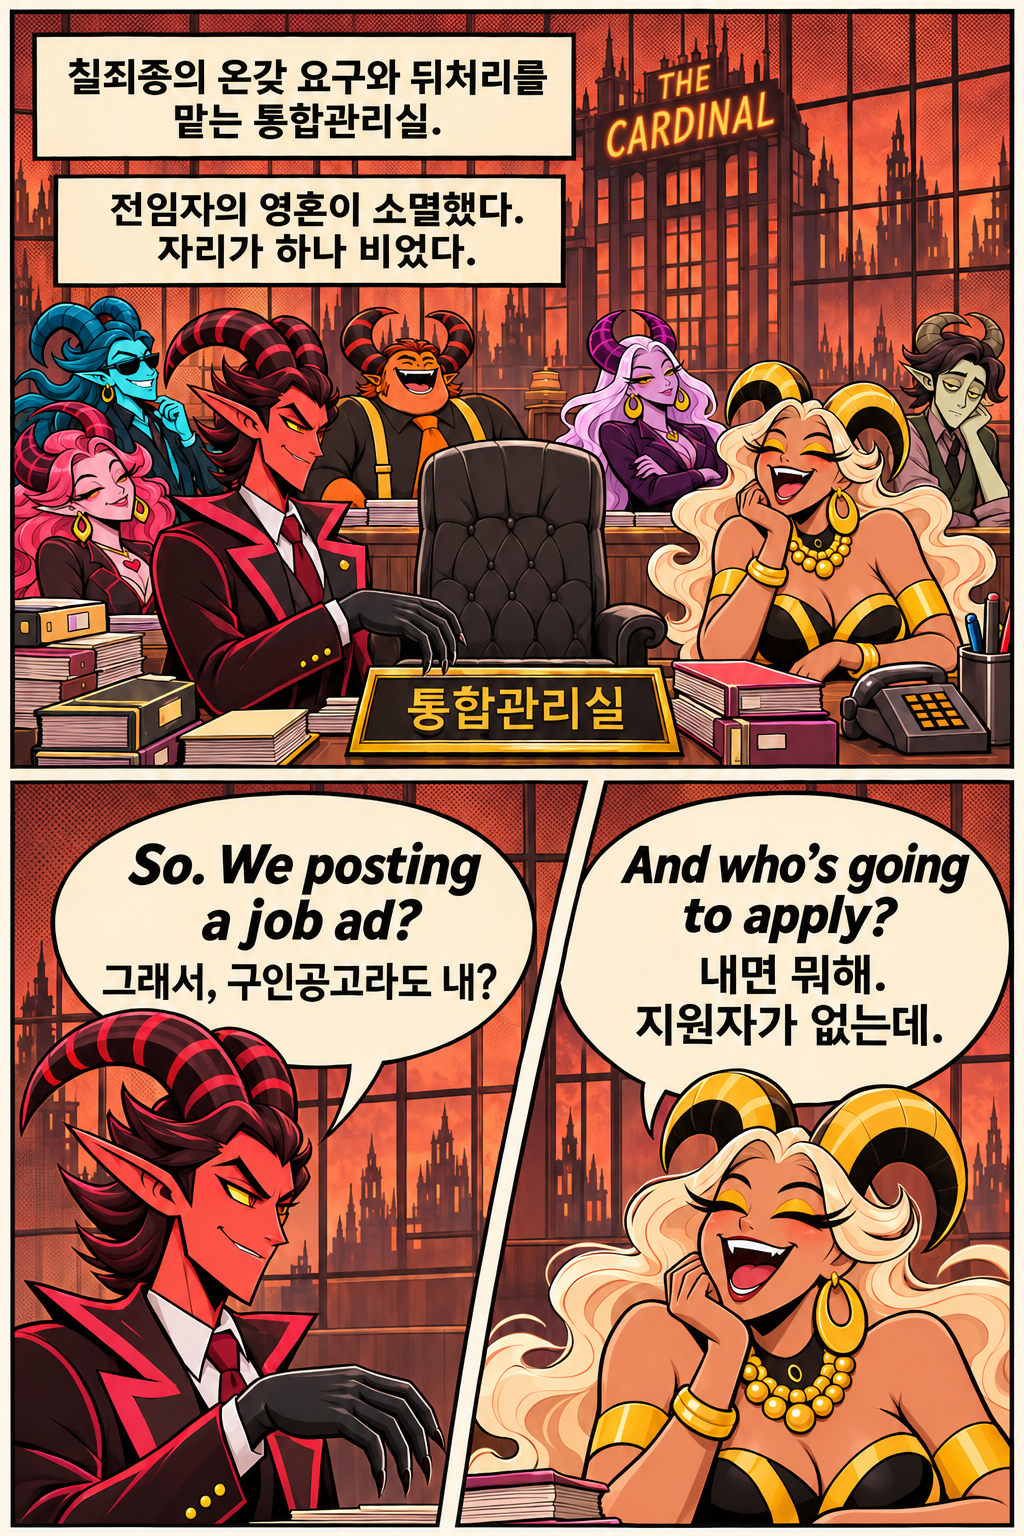 칠죄종의 온갖 요구와 뒤처리를
맡는 통합관리실.
THE
CARDINAL
전임자의 영혼이 소멸했다.
자리가 하나 비었다.
통합관리실
So. We posting
a job ad?
그래서, 구인공고라도 내?
And who's going
to apply?
내면 뭐해.
지원자가 없는데.